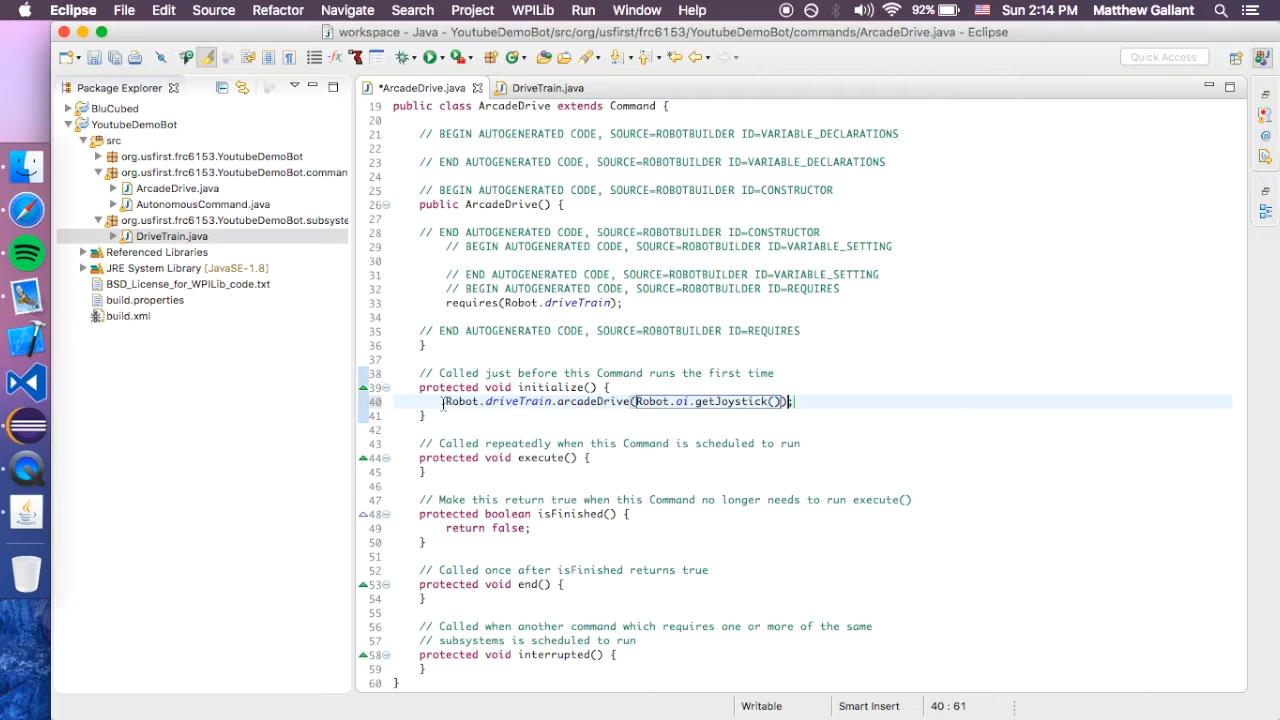 Eclipse File Edit Source Refactor Navigate Search Project WPILib Run Window Help 92% Sun 2:14 PM Matthew Gallant
workspace - Java - YoutubeDemoBot/src/org/usfirst/frc6153/YoutubeDemoBot/commands/ArcadeDrive.java - Eclipse
Quick Access
Package Explorer
BluCubed
YoutubeDemoBot
src
org.usfirst.frc6153.YoutubeDemoBot
org.usfirst.frc6153.YoutubeDemoBot.comman
ArcadeDrive.java
AutonomousCommand.java
org.usfirst.frc6153.YoutubeDemoBot.subsyste
DriveTrain.java
Referenced Libraries
JRE System Library [JavaSE-1.8]
BSD_License_for_WPILib_code.txt
build.properties
build.xml
*ArcadeDrive.java DriveTrain.java
19 public class ArcadeDrive extends Command {
20
21 // BEGIN AUTOGENERATED CODE, SOURCE=ROBOTBUILDER ID=VARIABLE_DECLARATIONS
22
23 // END AUTOGENERATED CODE, SOURCE=ROBOTBUILDER ID=VARIABLE_DECLARATIONS
24
25 // BEGIN AUTOGENERATED CODE, SOURCE=ROBOTBUILDER ID=CONSTRUCTOR
26 public ArcadeDrive() {
27
28 // END AUTOGENERATED CODE, SOURCE=ROBOTBUILDER ID=CONSTRUCTOR
29 // BEGIN AUTOGENERATED CODE, SOURCE=ROBOTBUILDER ID=VARIABLE_SETTING
30
31 // END AUTOGENERATED CODE, SOURCE=ROBOTBUILDER ID=VARIABLE_SETTING
32 // BEGIN AUTOGENERATED CODE, SOURCE=ROBOTBUILDER ID=REQUIRES
33 requires(Robot.driveTrain);
34
35 // END AUTOGENERATED CODE, SOURCE=ROBOTBUILDER ID=REQUIRES
36 }
37
38 // Called just before this Command runs the first time
39 protected void initialize() {
40 Robot.driveTrain.arcadeDrive(Robot.oi.getJoystick());
41 }
42
43 // Called repeatedly when this Command is scheduled to run
44 protected void execute() {
45 }
46
47 // Make this return true when this Command no longer needs to run execute()
48 protected boolean isFinished() {
49 return false;
50 }
51
52 // Called once after isFinished returns true
53 protected void end() {
54 }
55
56 // Called when another command which requires one or more of the same
57 // subsystems is scheduled to run
58 protected void interrupted() {
59 }
60 }
Writable Smart Insert 40 : 61